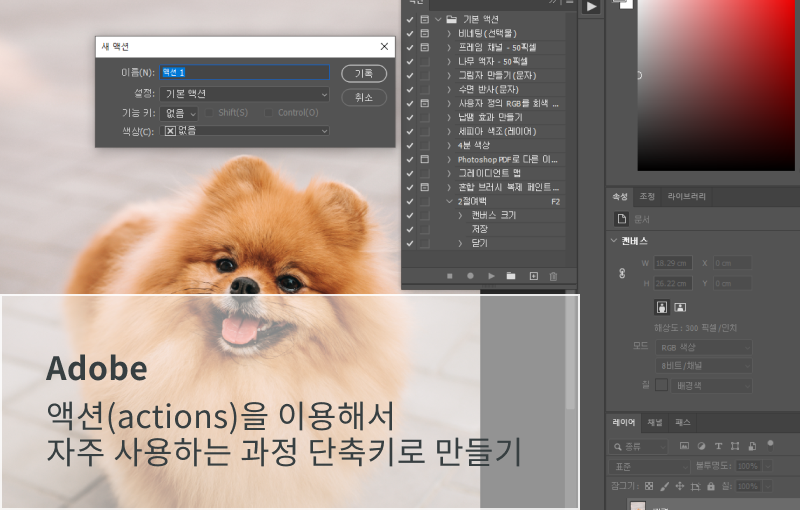 새 액션
이름(N): 액션 1
기록
설정: 기본 액션
취소
기능 키: 없음 Shift(S) Control(O)
색상(C): 없음
기본 액션
비네팅(선택물)
프레임 채널 - 50픽셀
나무 액자 - 50픽셀
그림자 만들기(문자)
수면 반사(문자)
사용자 정의 RGB를 회색 ...
납땜 효과 만들기
세피아 색조(레이어)
4분 색상
Photoshop PDF로 다른 이...
그레이디언트 맵
혼합 브러시 복제 페인트...
2절여백 F2
캔버스 크기
저장
닫기
속성 조정 라이브러리
문서
캔버스
W 18.29 cm X 0 cm
H 26.22 cm Y 0 cm
해상도: 300 픽셀/인치
모드 RGB 색상
8비트/채널
칠 배경색
레이어 채널 패스
종류
표준 불투명도: 100%
잠그기: 칠: 100%
Adobe
액션(actions)을 이용해서
자주 사용하는 과정 단축키로 만들기